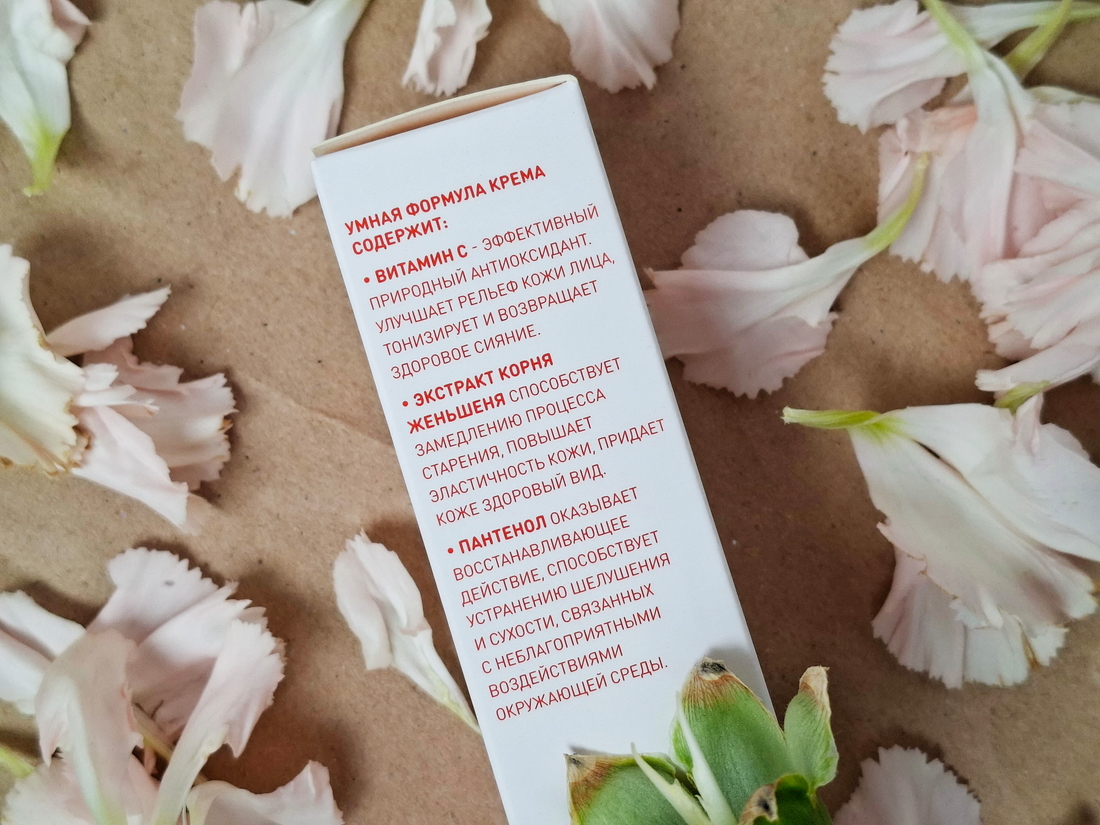 УМНАЯ ФОРМУЛА КРЕМА
СОДЕРЖИТ:
• ВИТАМИН С - ЭФФЕКТИВНЫЙ
ПРИРОДНЫЙ АНТИОКСИДАНТ.
УЛУЧШАЕТ РЕЛЬЕФ КОЖИ ЛИЦА,
ТОНИЗИРУЕТ И ВОЗВРАЩАЕТ
ЗДОРОВОЕ СИЯНИЕ.
• ЭКСТРАКТ КОРНЯ
ЖЕНЬШЕНЯ СПОСОБСТВУЕТ
ЗАМЕДЛЕНИЮ ПРОЦЕССА
СТАРЕНИЯ, ПОВЫШАЕТ
ЭЛАСТИЧНОСТЬ КОЖИ, ПРИДАЕТ
КОЖЕ ЗДОРОВЫЙ ВИД.
• ПАНТЕНОЛ ОКАЗЫВАЕТ
ВОССТАНАВЛИВАЮЩЕЕ
ДЕЙСТВИЕ, СПОСОБСТВУЕТ
УСТРАНЕНИЮ ШЕЛУШЕНИЯ
И СУХОСТИ, СВЯЗАННЫХ
С НЕБЛАГОПРИЯТНЫМИ
ВОЗДЕЙСТВИЯМИ
ОКРУЖАЮЩЕЙ СРЕДЫ.